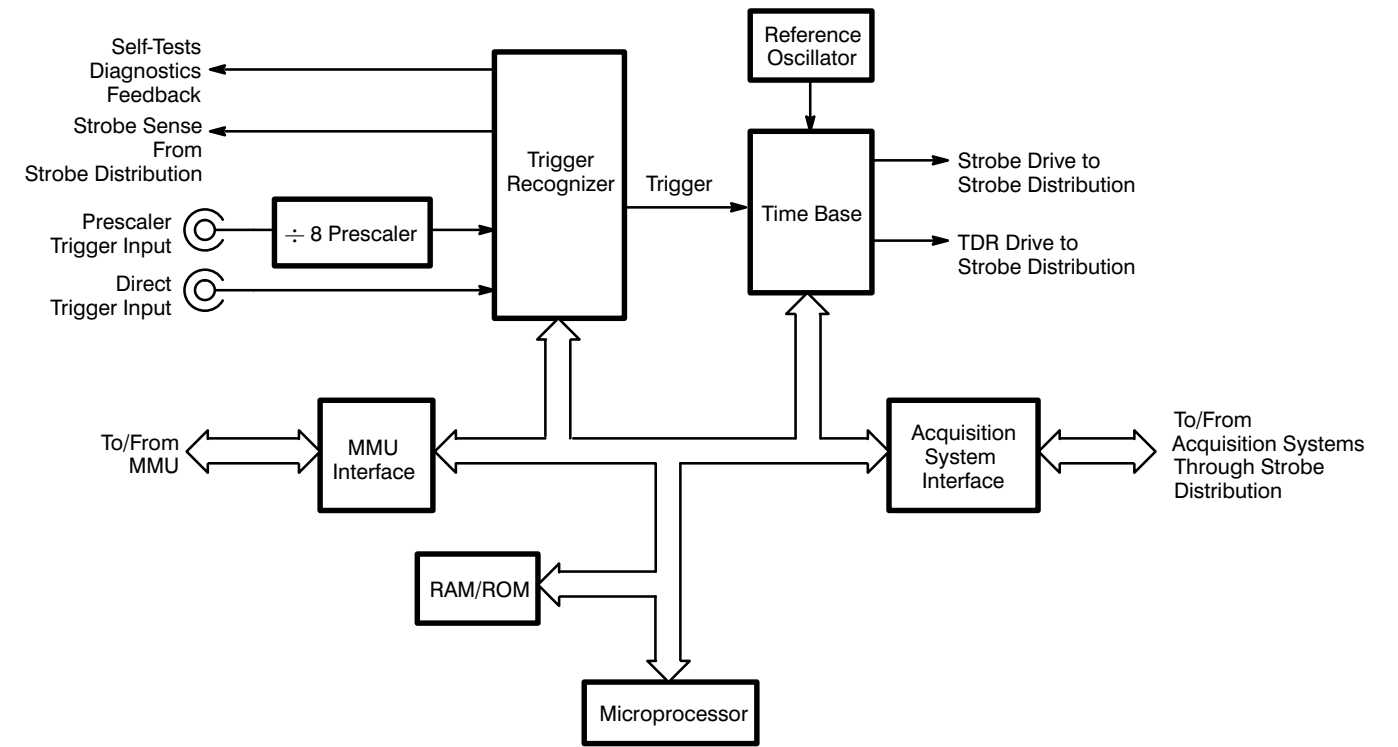 Self-Tests
Diagnostics
Feedback
Strobe Sense
From
Strobe Distribution
Prescaler
Trigger Input
÷ 8 Prescaler
Direct
Trigger Input
Trigger
Recognizer
Trigger
Reference
Oscillator
Time Base
Strobe Drive to
Strobe Distribution
TDR Drive to
Strobe Distribution
To/From
MMU
MMU
Interface
Acquisition
System
Interface
To/From
Acquisition Systems
Through Strobe
Distribution
RAM/ROM
Microprocessor